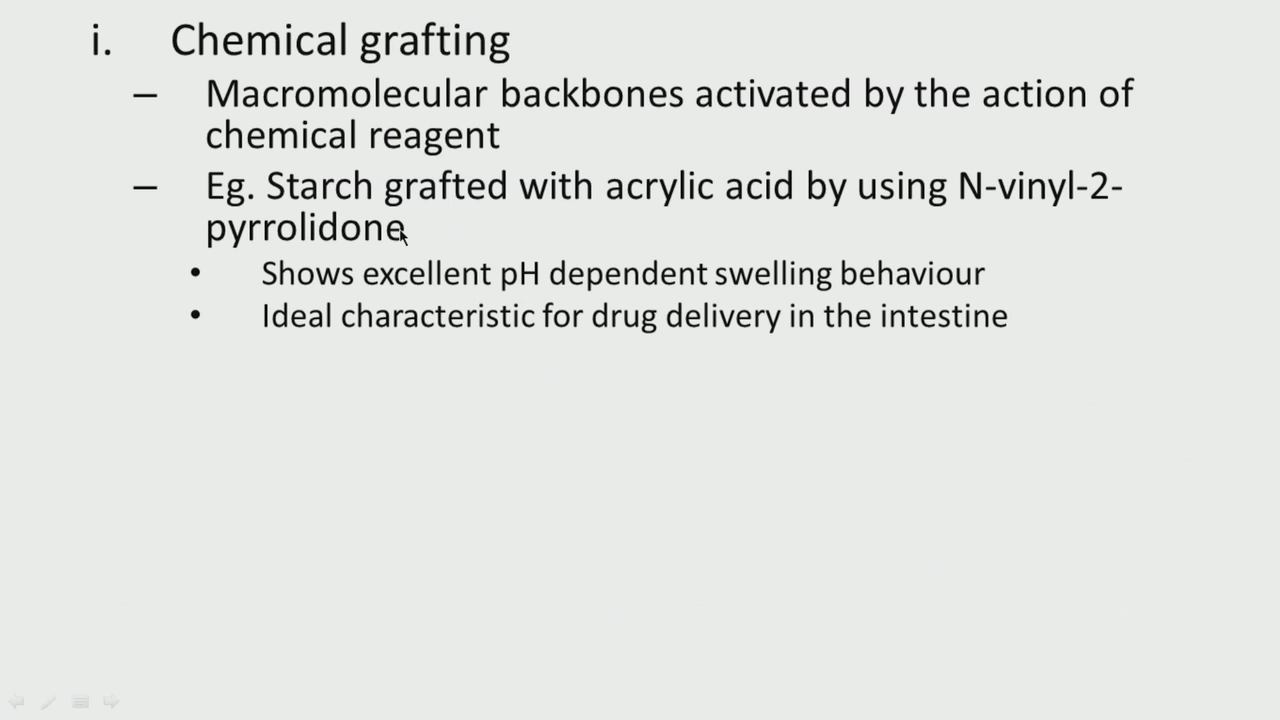 i. Chemical grafting
– Macromolecular backbones activated by the action of
chemical reagent
– Eg. Starch grafted with acrylic acid by using N-vinyl-2-
pyrrolidone
• Shows excellent pH dependent swelling behaviour
• Ideal characteristic for drug delivery in the intestine